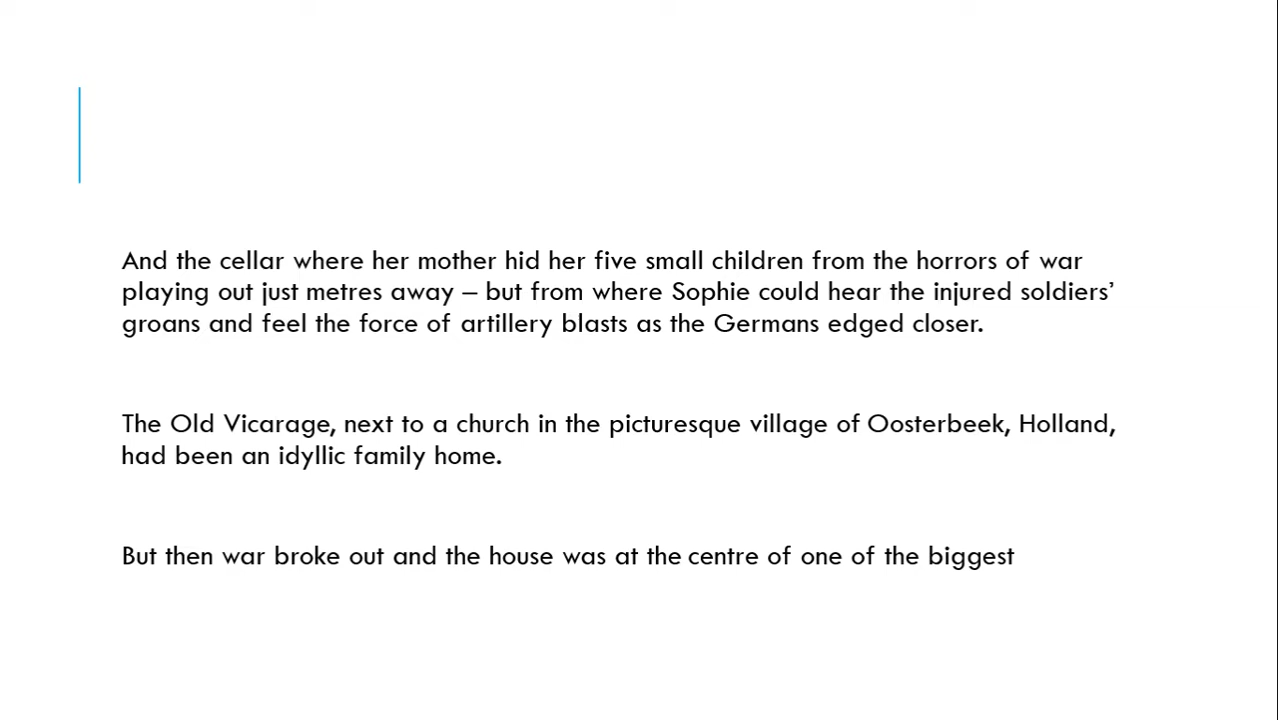 And the cellar where her mother hid her five small children from the horrors of war
playing out just metres away – but from where Sophie could hear the injured soldiers’
groans and feel the force of artillery blasts as the Germans edged closer.
The Old Vicarage, next to a church in the picturesque village of Oosterbeek, Holland,
had been an idyllic family home.
But then war broke out and the house was at the centre of one of the biggest